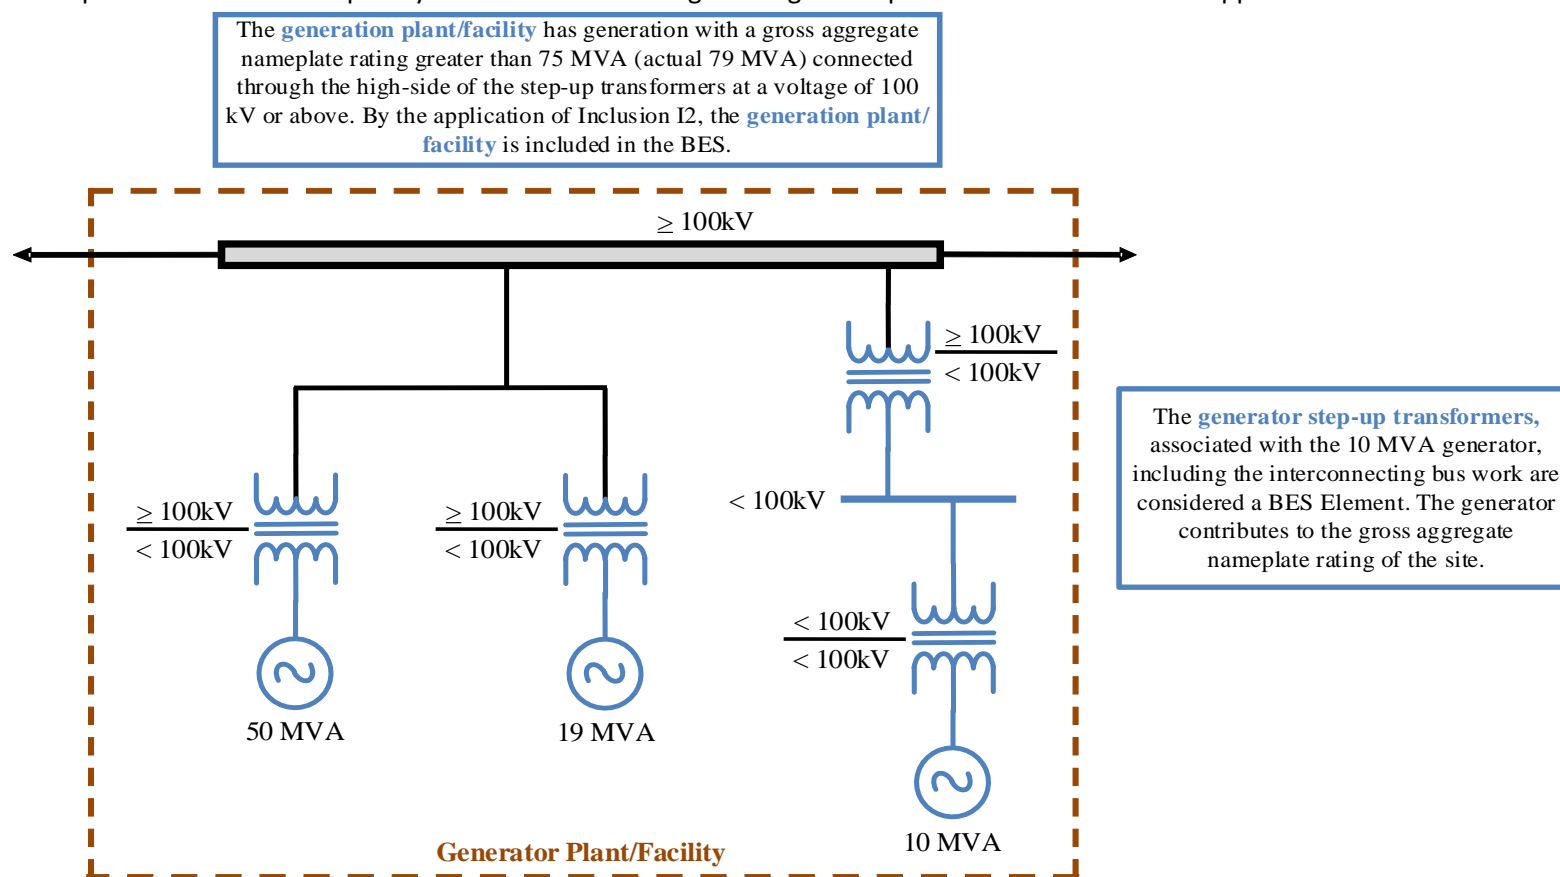 The generation plant/facility has generation with a gross aggregate
nameplate rating greater than 75 MVA (actual 79 MVA) connected
through the high-side of the step-up transformers at a voltage of 100
kV or above. By the application of Inclusion I2, the generation plant/
facility is included in the BES.
≥ 100kV
≥ 100kV
< 100kV
The generator step-up transformers,
associated with the 10 MVA generator,
including the interconnecting bus work are
considered a BES Element. The generator
contributes to the gross aggregate
nameplate rating of the site.
≥ 100kV
< 100kV
≥ 100kV
< 100kV
< 100kV
< 100kV
< 100kV
50 MVA
19 MVA
10 MVA
Generator Plant/Facility